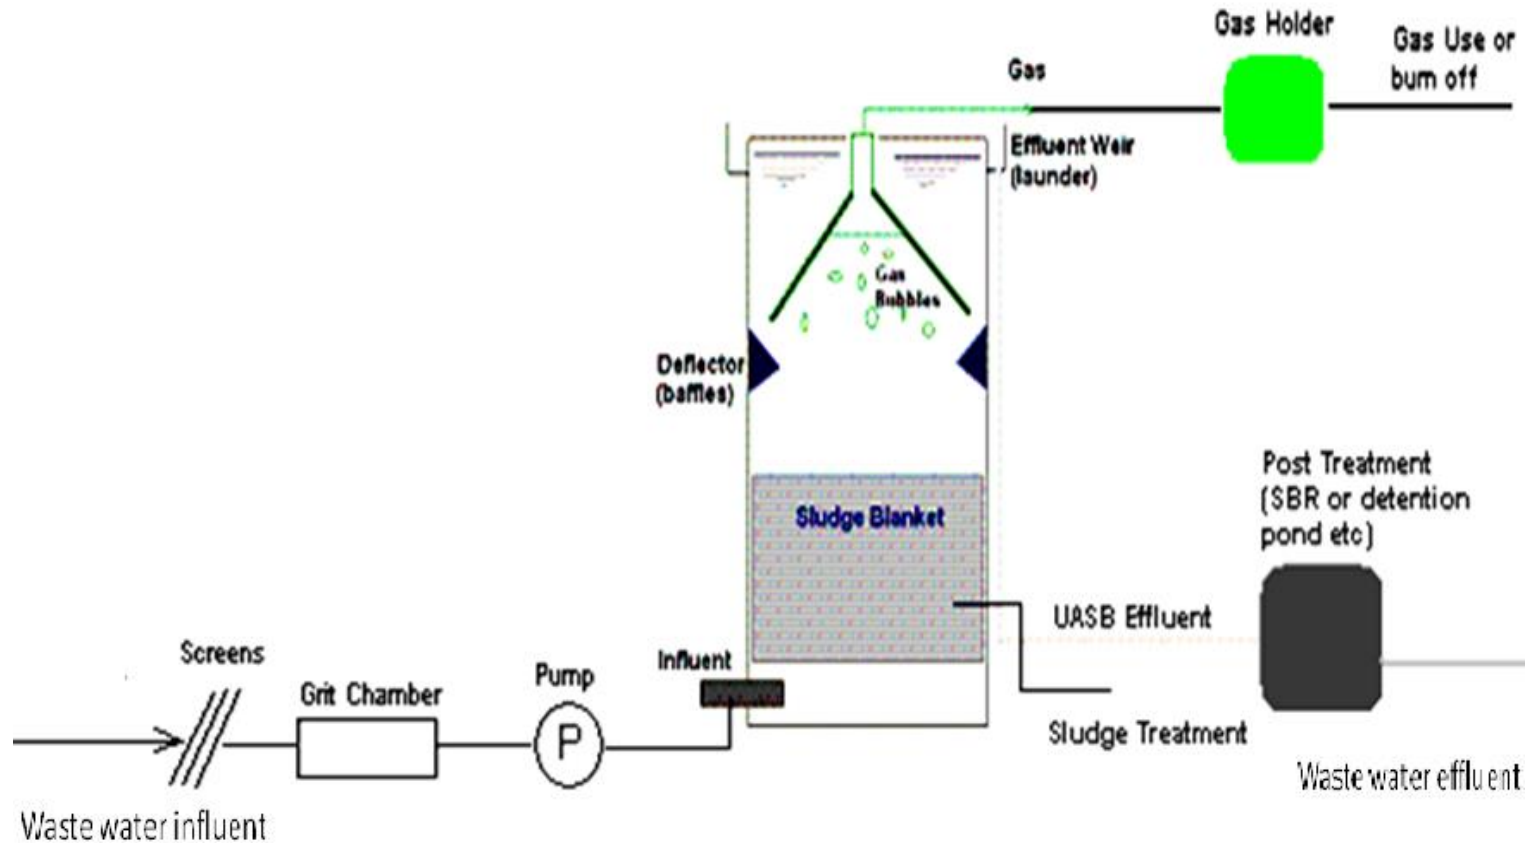 Gas Holder
Gas Use or
burn off
Gas
Effluent Weir
(launder)
Gas
Bubbles
Deflector
(baffles)
Sludge Blanket
Post Treatment
(SBR or detention
pond etc)
UASB Effluent
Influent
Screens
Grit Chamber
Pump
P
Sludge Treatment
Waste water effluent
Waste water influent